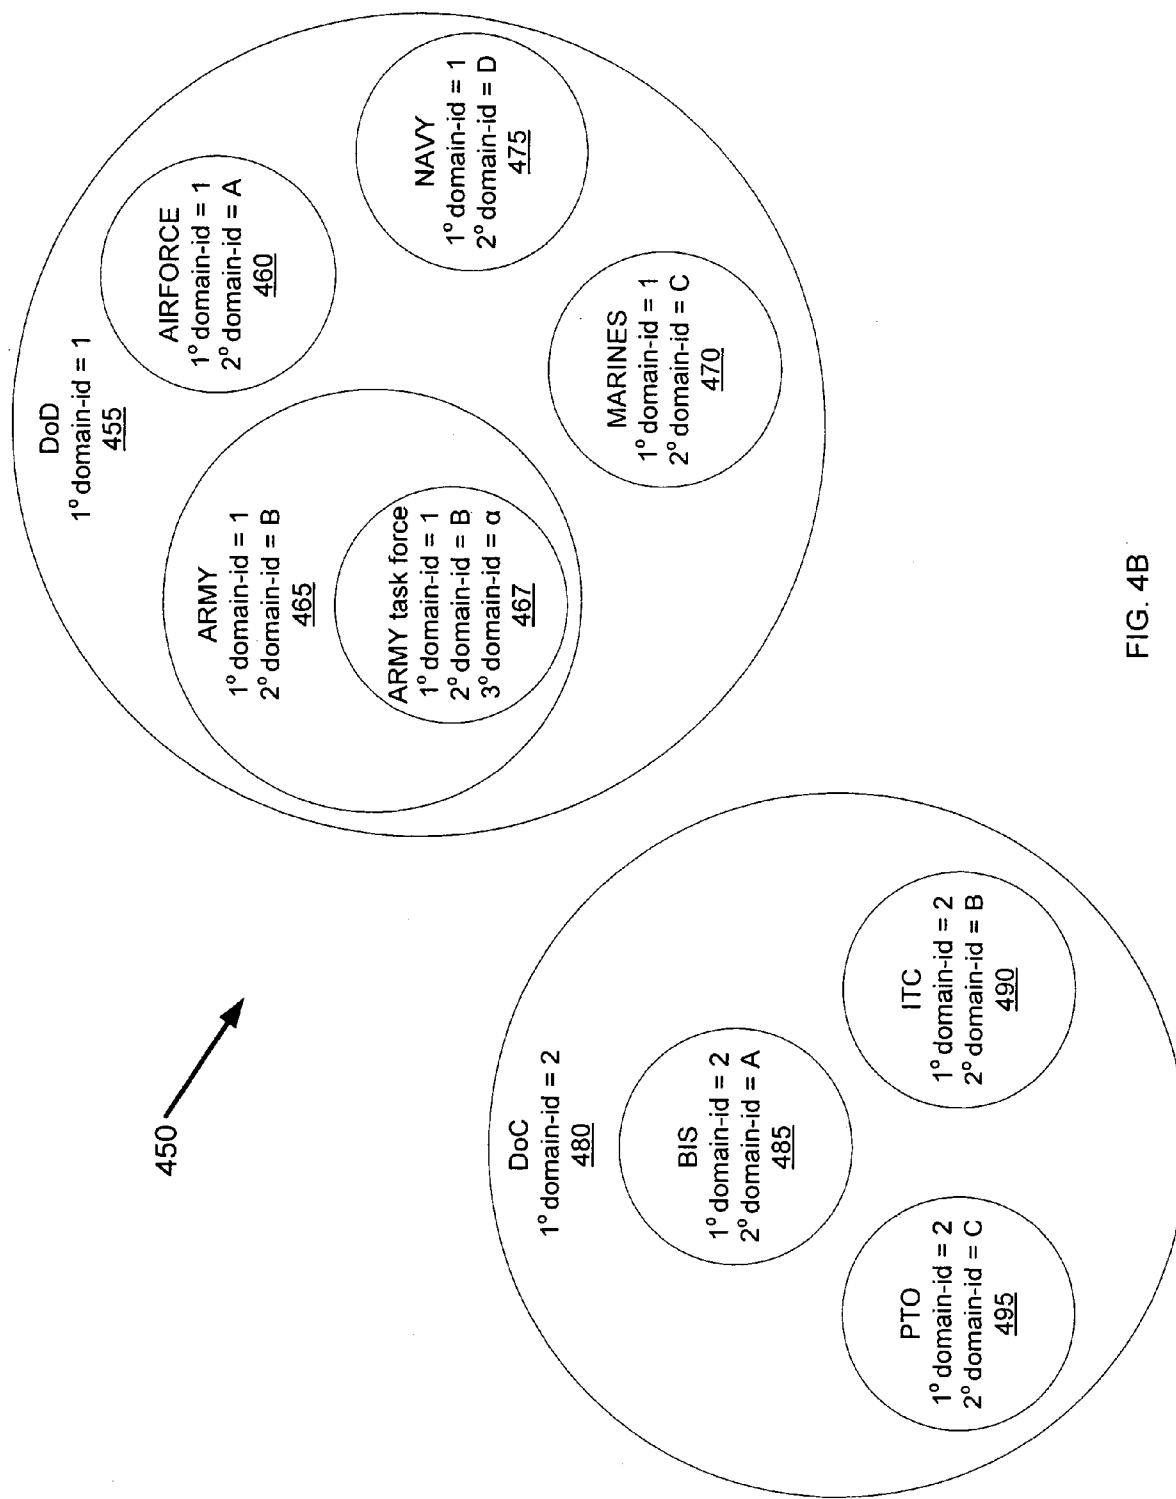 450
DoD
1° domain-id = 1
455
AIRFORCE
1° domain-id = 1
2° domain-id = A
460
ARMY
1° domain-id = 1
2° domain-id = B
465
ARMY task force
1° domain-id = 1
2° domain-id = B
3° domain-id = α
467
NAVY
1° domain-id = 1
2° domain-id = D
475
MARINES
1° domain-id = 1
2° domain-id = C
470
DoC
1° domain-id = 2
480
BIS
1° domain-id = 2
2° domain-id = A
485
PTO
1° domain-id = 2
2° domain-id = C
495
ITC
1° domain-id = 2
2° domain-id = B
490
FIG. 4B